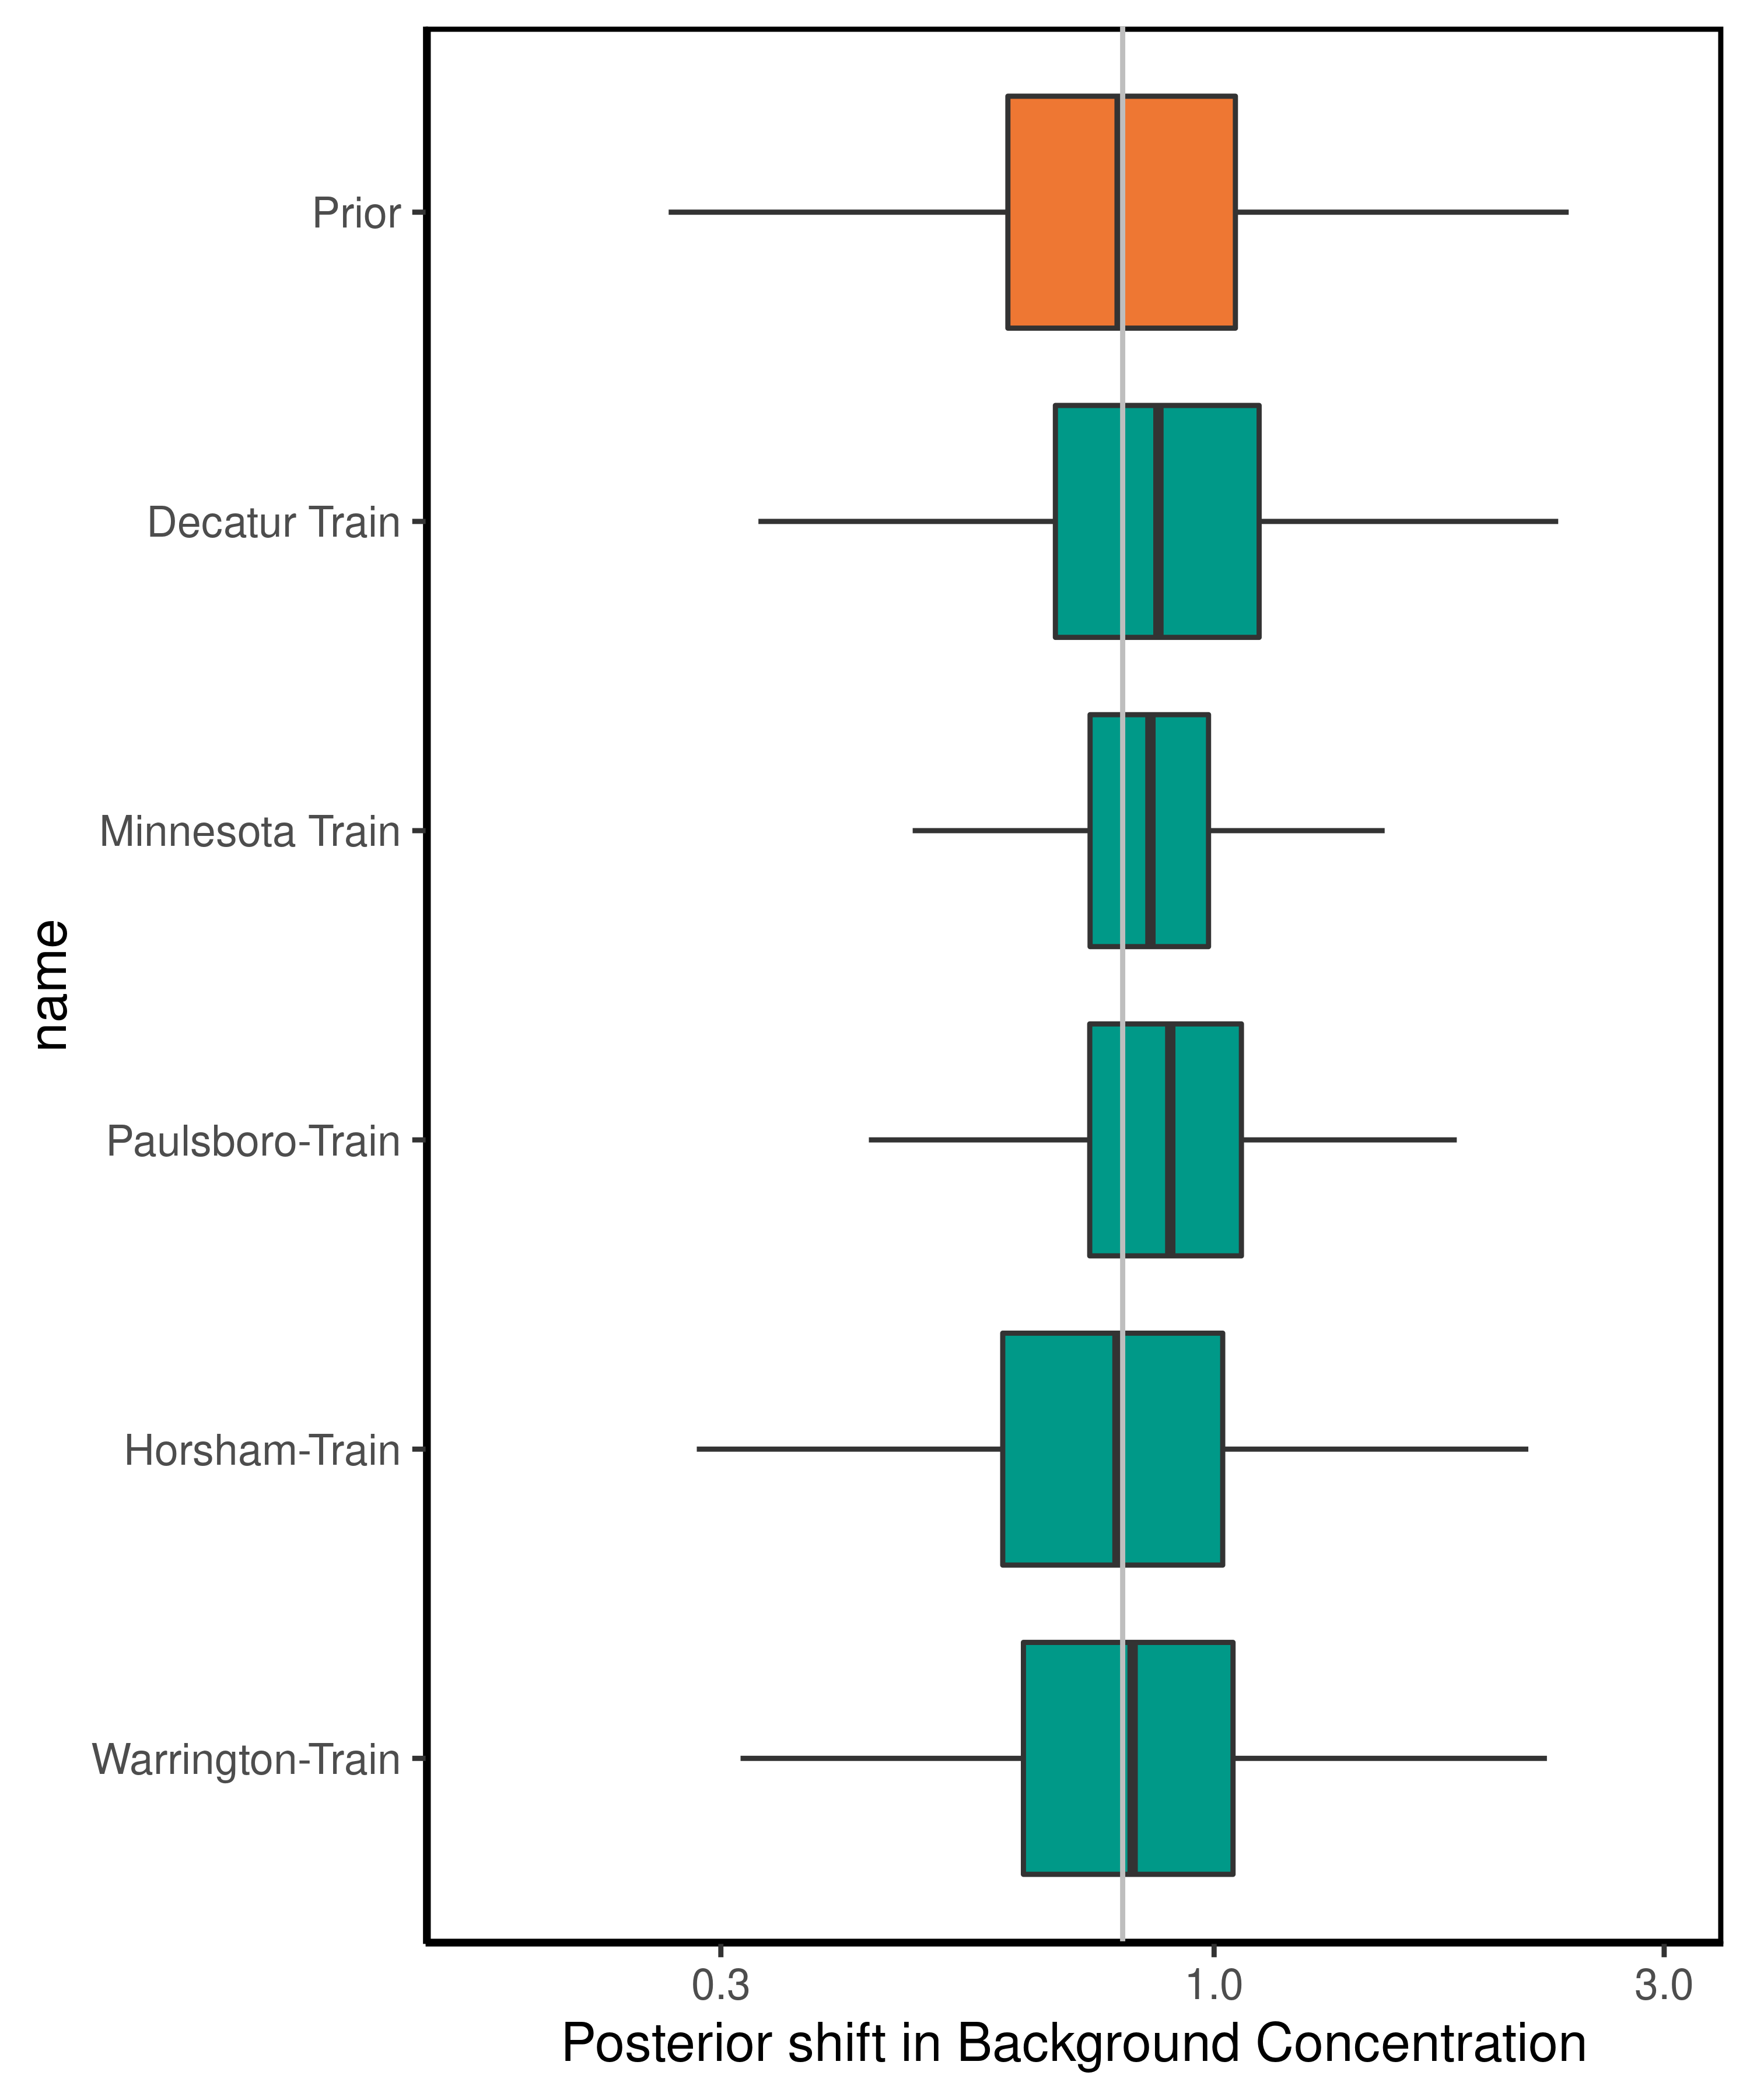 name
Prior
Decatur Train
Minnesota Train
Paulsboro-Train
Horsham-Train
Warrington-Train
0.3 1.0 3.0
Posterior shift in Background Concentration